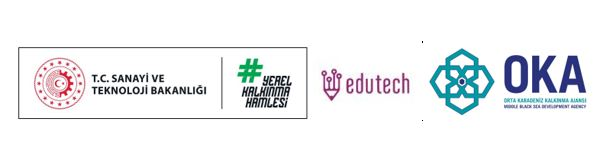 T.C. SANAYİ VE
TEKNOLOJİ BAKANLIĞI
#
YEREL
KALKINMA
HAMLESİ
edutech
OKA
ORTA KARADENİZ KALKINMA AJANSI
MIDDLE BLACK SEA DEVELOPMENT AGENCY